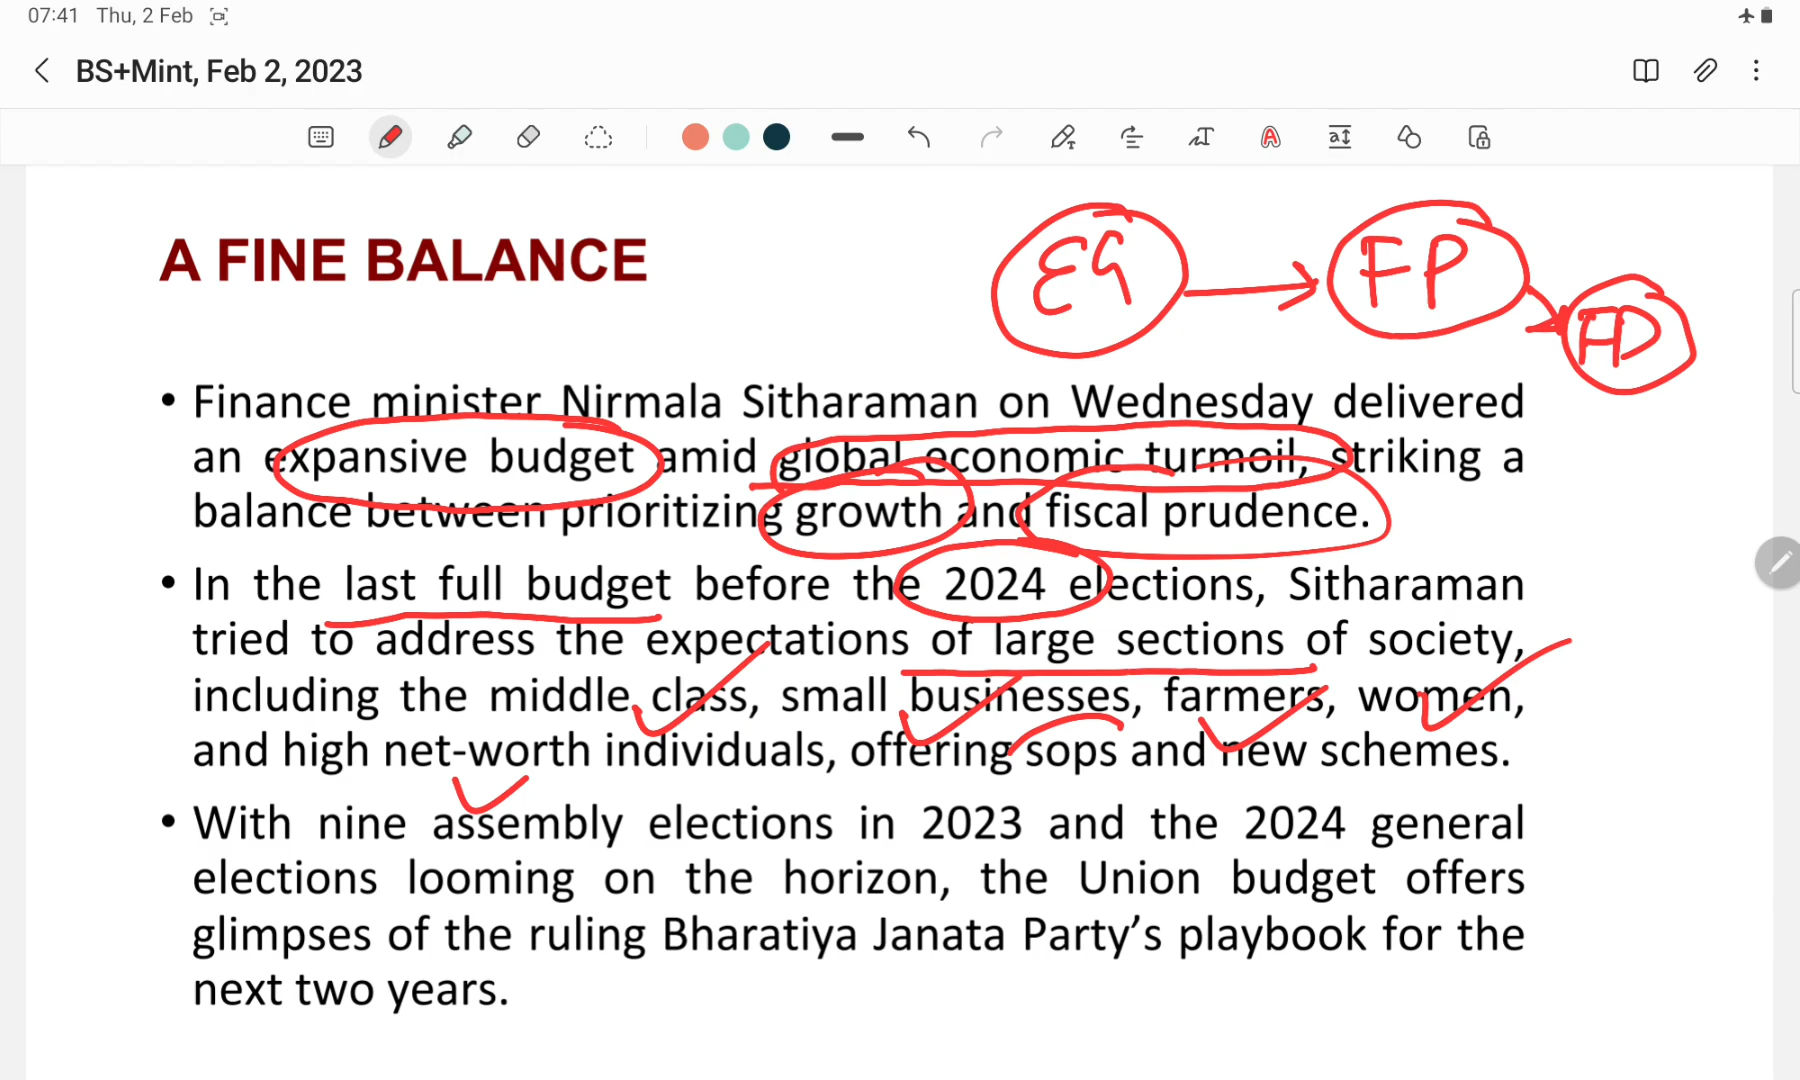 07:41 Thu, 2 Feb
BS+Mint, Feb 2, 2023
A FINE BALANCE
EG
FP
FD
• Finance minister Nirmala Sitharaman on Wednesday delivered
an expansive budget amid global economic turmoil, striking a
balance between prioritizing growth and fiscal prudence.
• In the last full budget before the 2024 elections, Sitharaman
tried to address the expectations of large sections of society,
including the middle class, small businesses, farmers, women,
and high net-worth individuals, offering sops and new schemes.
• With nine assembly elections in 2023 and the 2024 general
elections looming on the horizon, the Union budget offers
glimpses of the ruling Bharatiya Janata Party’s playbook for the
next two years.